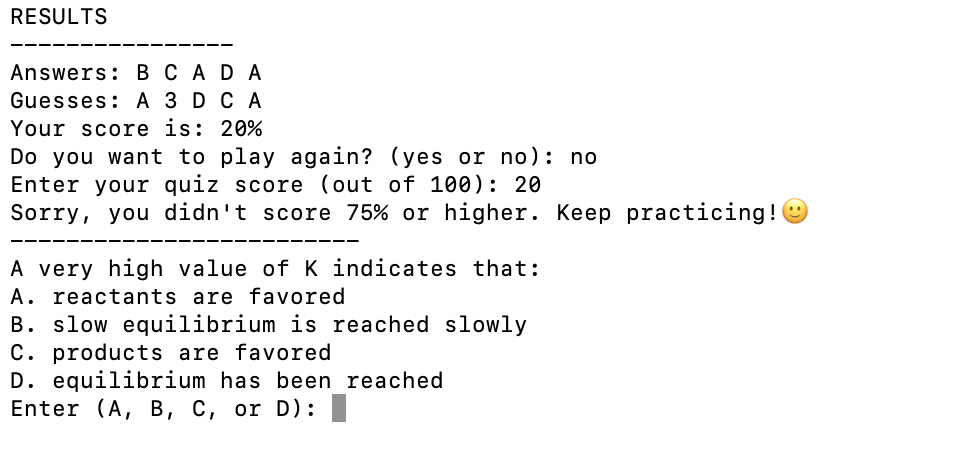 RESULTS
----------------
Answers: B C A D A
Guesses: A 3 D C A
Your score is: 20%
Do you want to play again? (yes or no): no
Enter your quiz score (out of 100): 20
Sorry, you didn't score 75% or higher. Keep practicing!🙂
-------------------------
A very high value of K indicates that:
A. reactants are favored
B. slow equilibrium is reached slowly
C. products are favored
D. equilibrium has been reached
Enter (A, B, C, or D):